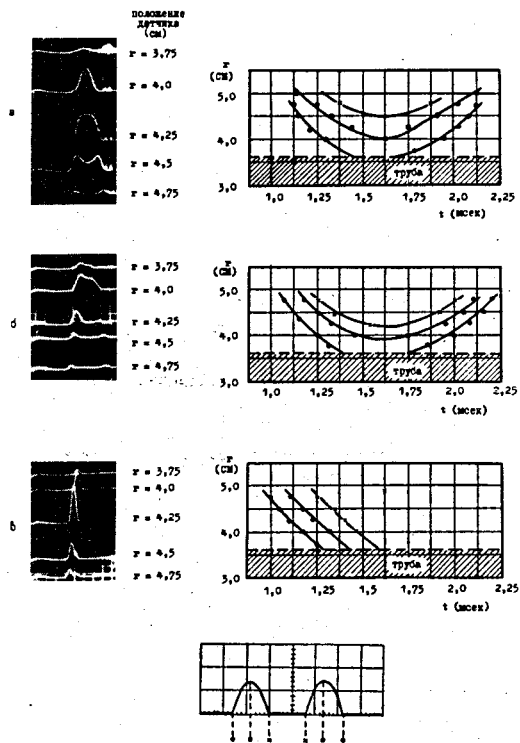 положение
датчика
(см)
r = 3,75
r = 4,0
r = 4,25
r = 4,5
r = 4,75
а
r
(см)
5,0
4,0
3,0
труба
1,0 1,25 1,5 1,75 2,0 2,25
t (мсек)
r = 3,75
r = 4,0
r = 4,25
r = 4,5
r = 4,75
б
r
(см)
5,0
4,0
3,0
труба
1,0 1,25 1,5 1,75 2,0 2,25
t (мсек)
r = 3,75
r = 4,0
r = 4,25
r = 4,5
r = 4,75
в
r
(см)
5,0
4,0
3,0
труба
1,0 1,25 1,5 1,75 2,0 2,25
t (мсек)